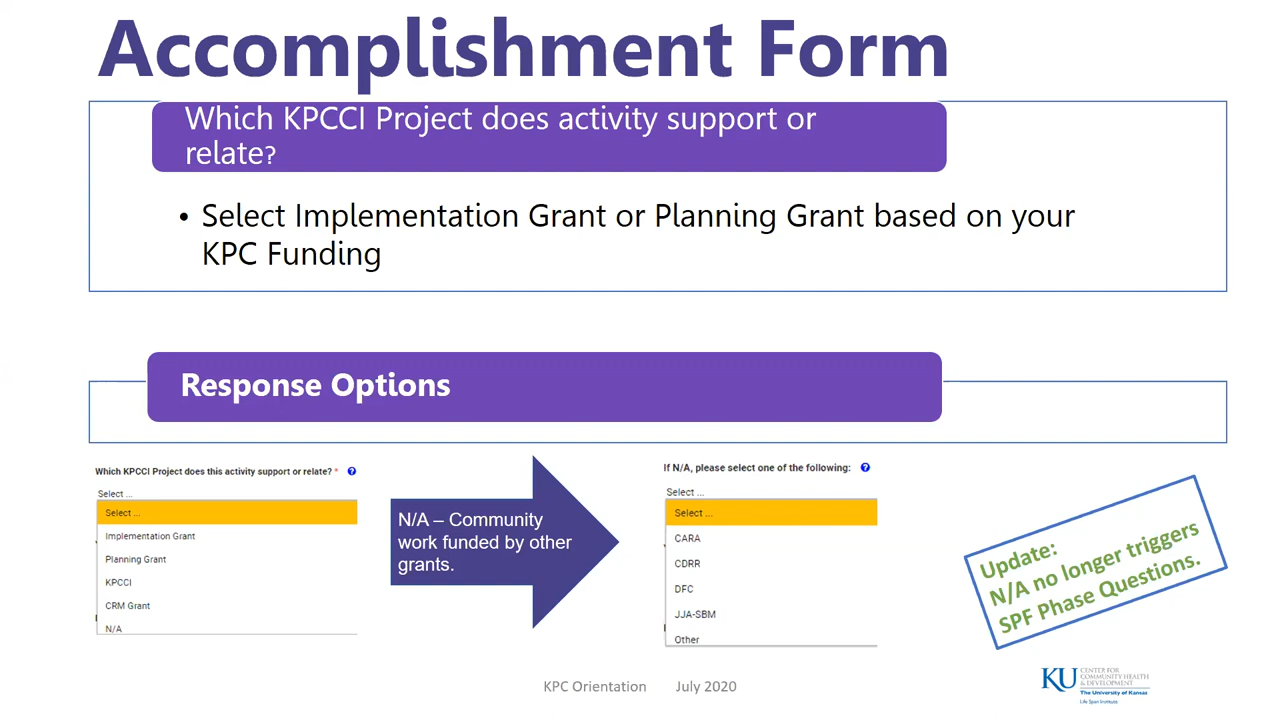 Accomplishment Form
Which KPCCI Project does activity support or
relate?
• Select Implementation Grant or Planning Grant based on your
KPC Funding
Response Options
Which KPCCI Project does this activity support or relate? *
Select ...
Select ...
Implementation Grant
Planning Grant
KPCCI
CRM Grant
N/A
N/A – Community
work funded by other
grants.
If N/A, please select one of the following:
Select ...
Select ...
CARA
CDRR
DFC
JJA-SBM
Other
Update:
N/A no longer triggers
SPF Phase Questions.
KPC Orientation July 2020
KU
CENTER FOR
COMMUNITY HEALTH
& DEVELOPMENT
The University of Kansas
Life Span Institute